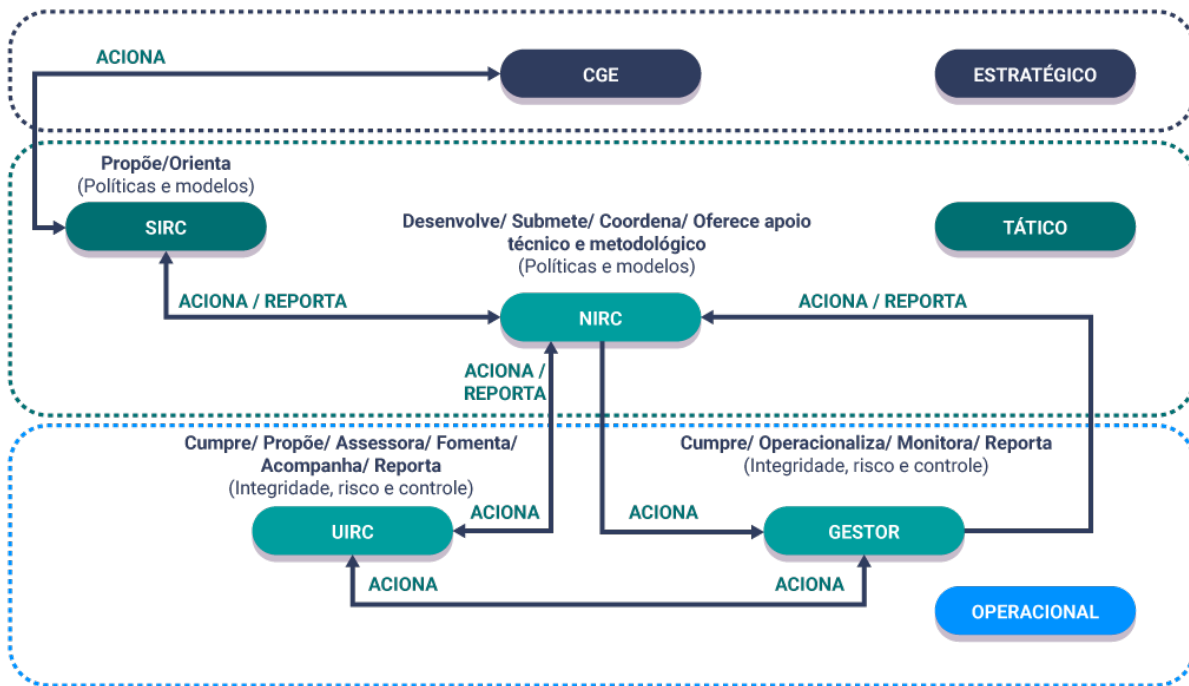 ACIONA
CGE
ESTRATÉGICO
Propõe/Orienta
(Políticas e modelos)
SIRC
Desenvolve/ Submete/ Coordena/ Oferece apoio
técnico e metodológico
(Políticas e modelos)
TÁTICO
ACIONA / REPORTA
NIRC
ACIONA / REPORTA
ACIONA /
REPORTA
Cumpre/ Propõe/ Assessora/ Fomenta/
Acompanha/ Reporta
(Integridade, risco e controle)
Cumpre/ Operacionaliza/ Monitora/ Reporta
(Integridade, risco e controle)
UIRC
ACIONA
ACIONA
GESTOR
ACIONA
ACIONA
OPERACIONAL